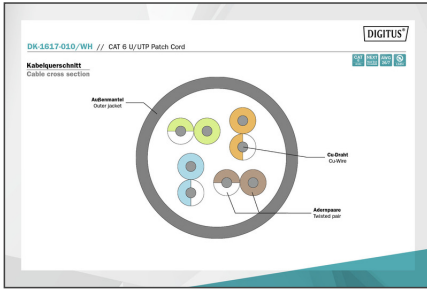 DIGITUS®
DK-1617-010/WH // CAT 6 U/UTP Patch Cord
Kabelquerschnitt
Cable cross section
Außenmantel
Outer jacket
Cu-Draht
Cu-Wire
Aderspaare
Twisted pair